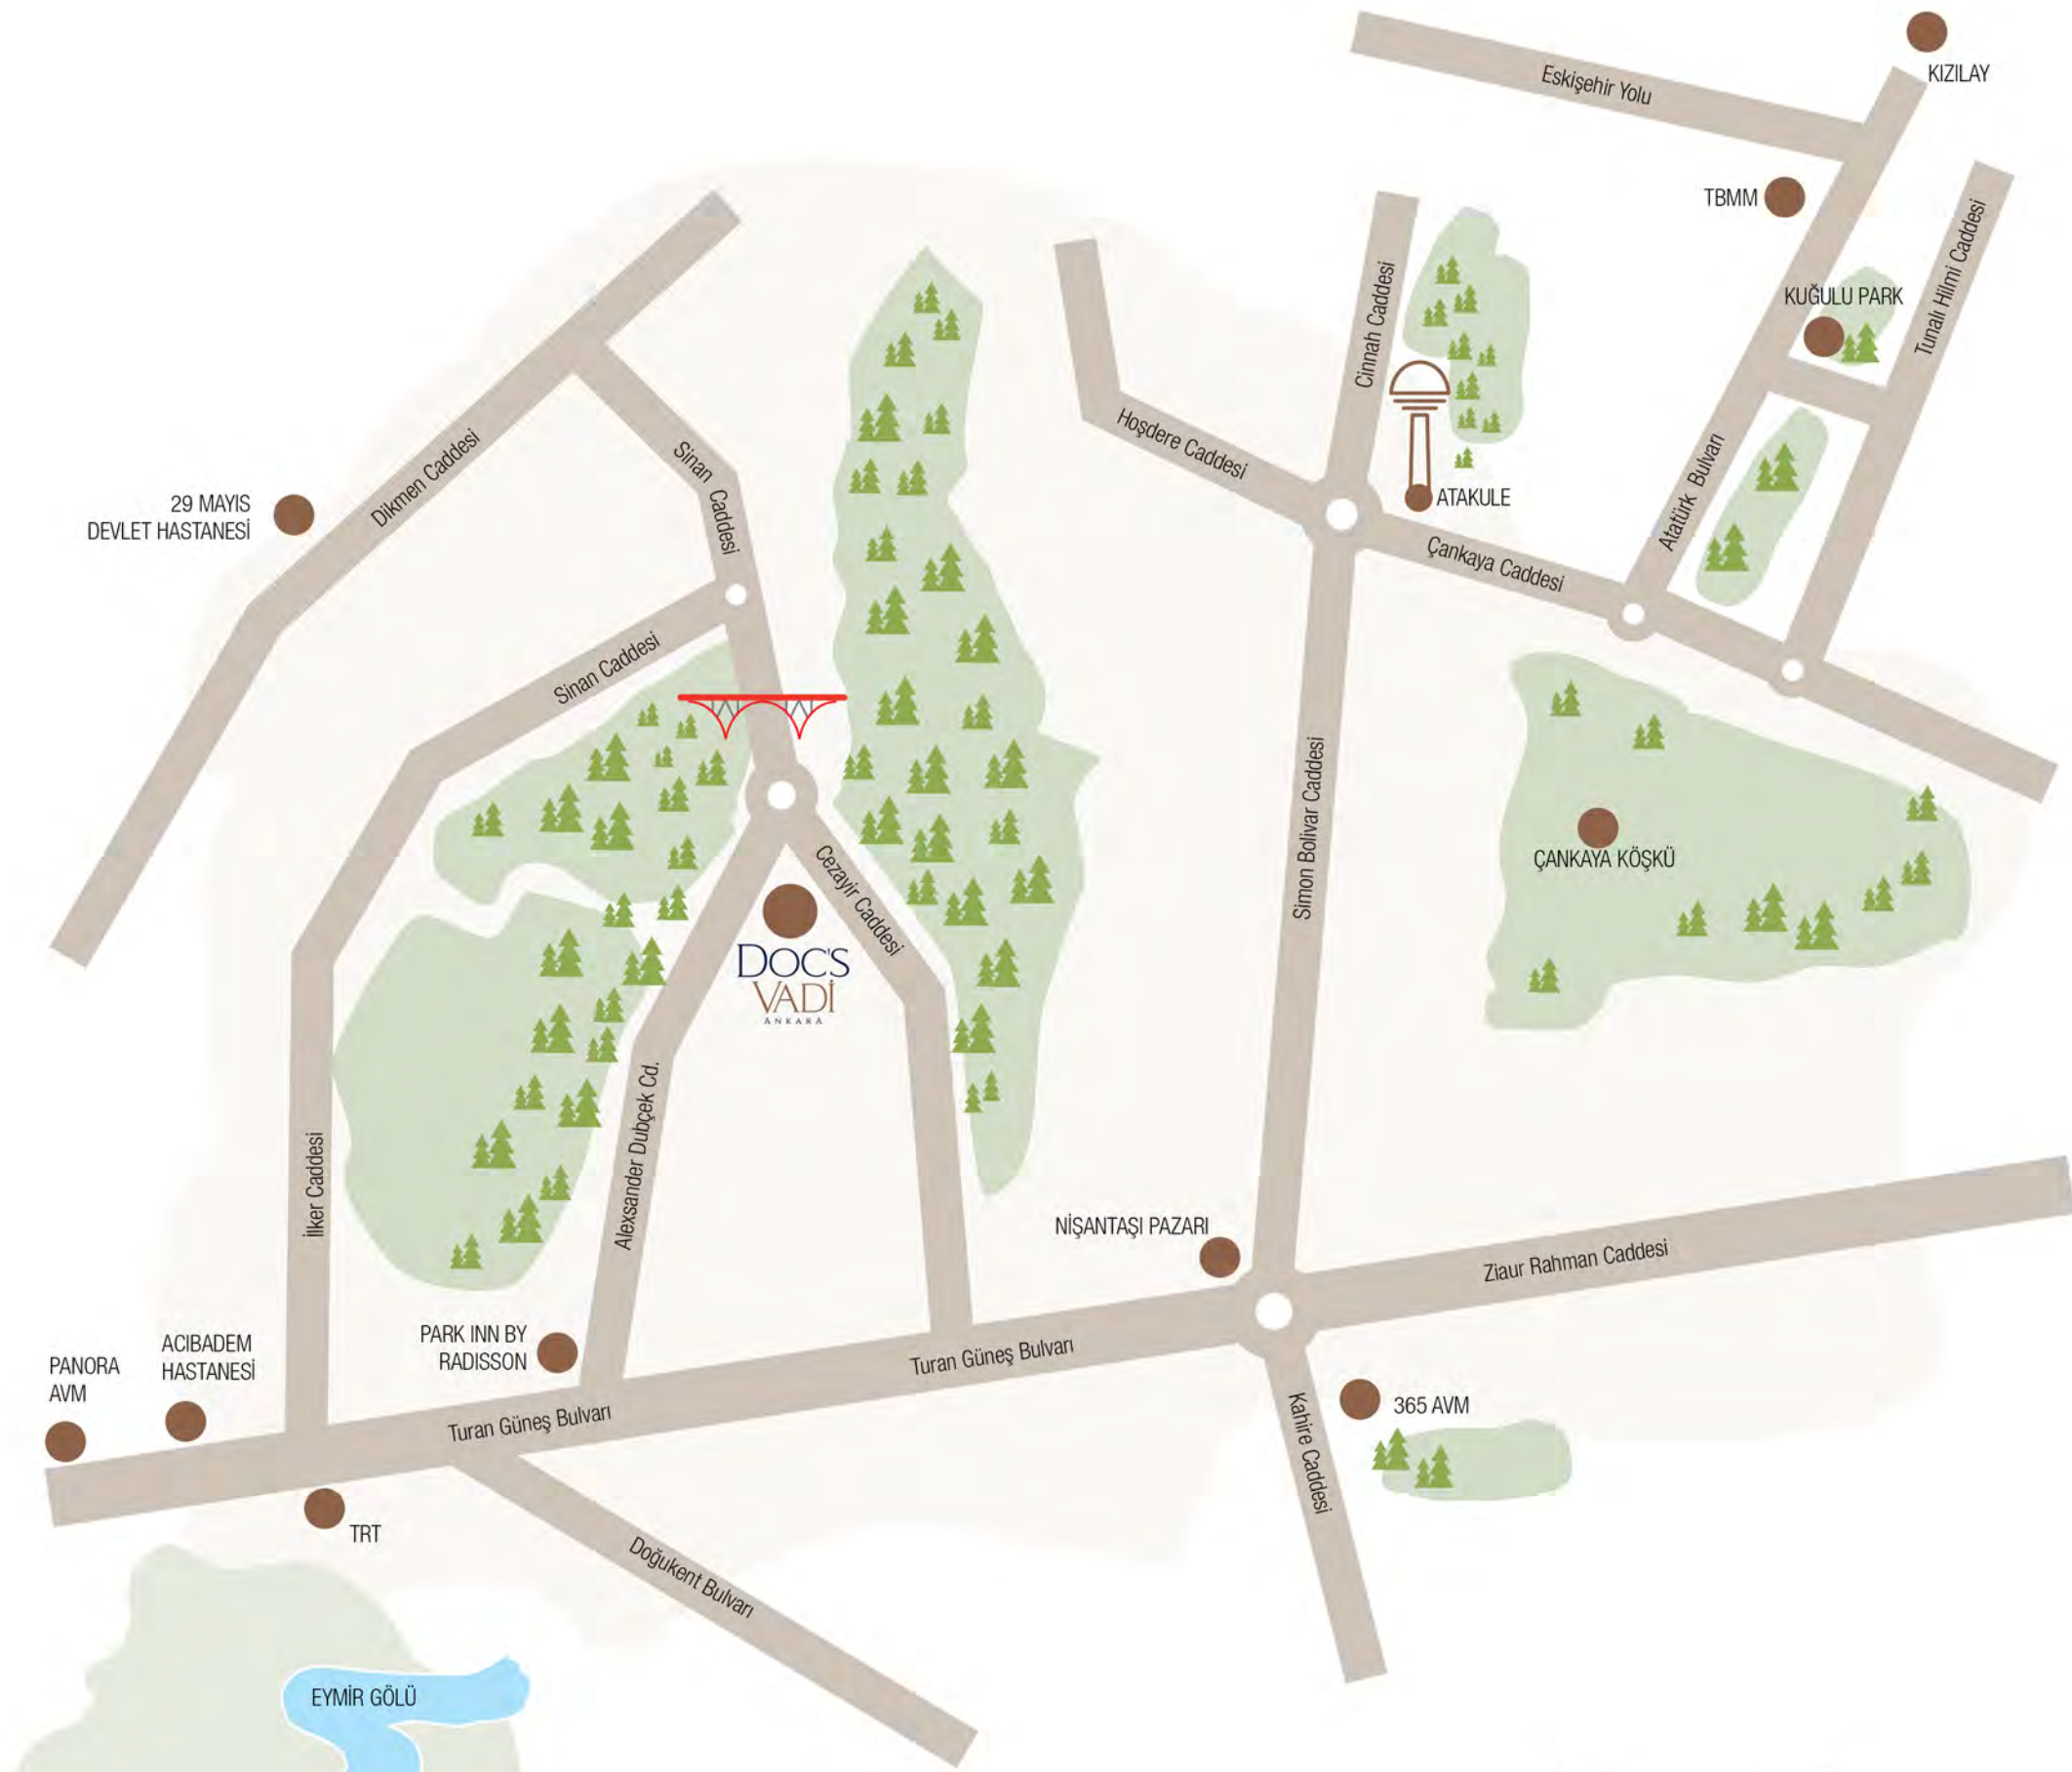 Eskişehir Yolu
KIZILAY
TBMM
Tunalı Hilmi Caddesi
KUĞULU PARK
Cinnah Caddesi
Hoşdere Caddesi
Dikmen Caddesi
Sinan Caddesi
29 MAYIS
DEVLET HASTANESİ
ATAKULE
Atatürk Bulvarı
Çankaya Caddesi
Sinan Caddesi
Simon Bolivar Caddesi
ÇANKAYA KÖŞKÜ
Cezayir Caddesi
DOC'S
VADİ
ANKARA
Alexsander Dubçek Cd.
İlker Caddesi
NİŞANTAŞI PAZARI
Ziaur Rahman Caddesi
PARK INN BY
RADISSON
ACIBADEM
HASTANESİ
PANORA
AVM
Turan Güneş Bulvarı
Turan Güneş Bulvarı
365 AVM
Kahire Caddesi
TRT
Doğukent Bulvarı
EYMİR GÖLÜ